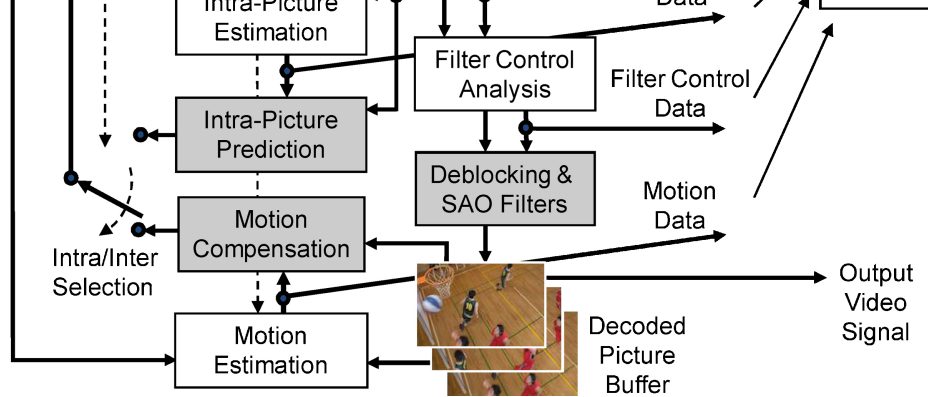 Intra-Picture
Estimation
Data
Filter Control
Analysis
Filter Control
Data
Intra-Picture
Prediction
Deblocking &
SAO Filters
Motion
Data
Motion
Compensation
Intra/Inter
Selection
Output
Video
Signal
Motion
Estimation
Decoded
Picture
Buffer